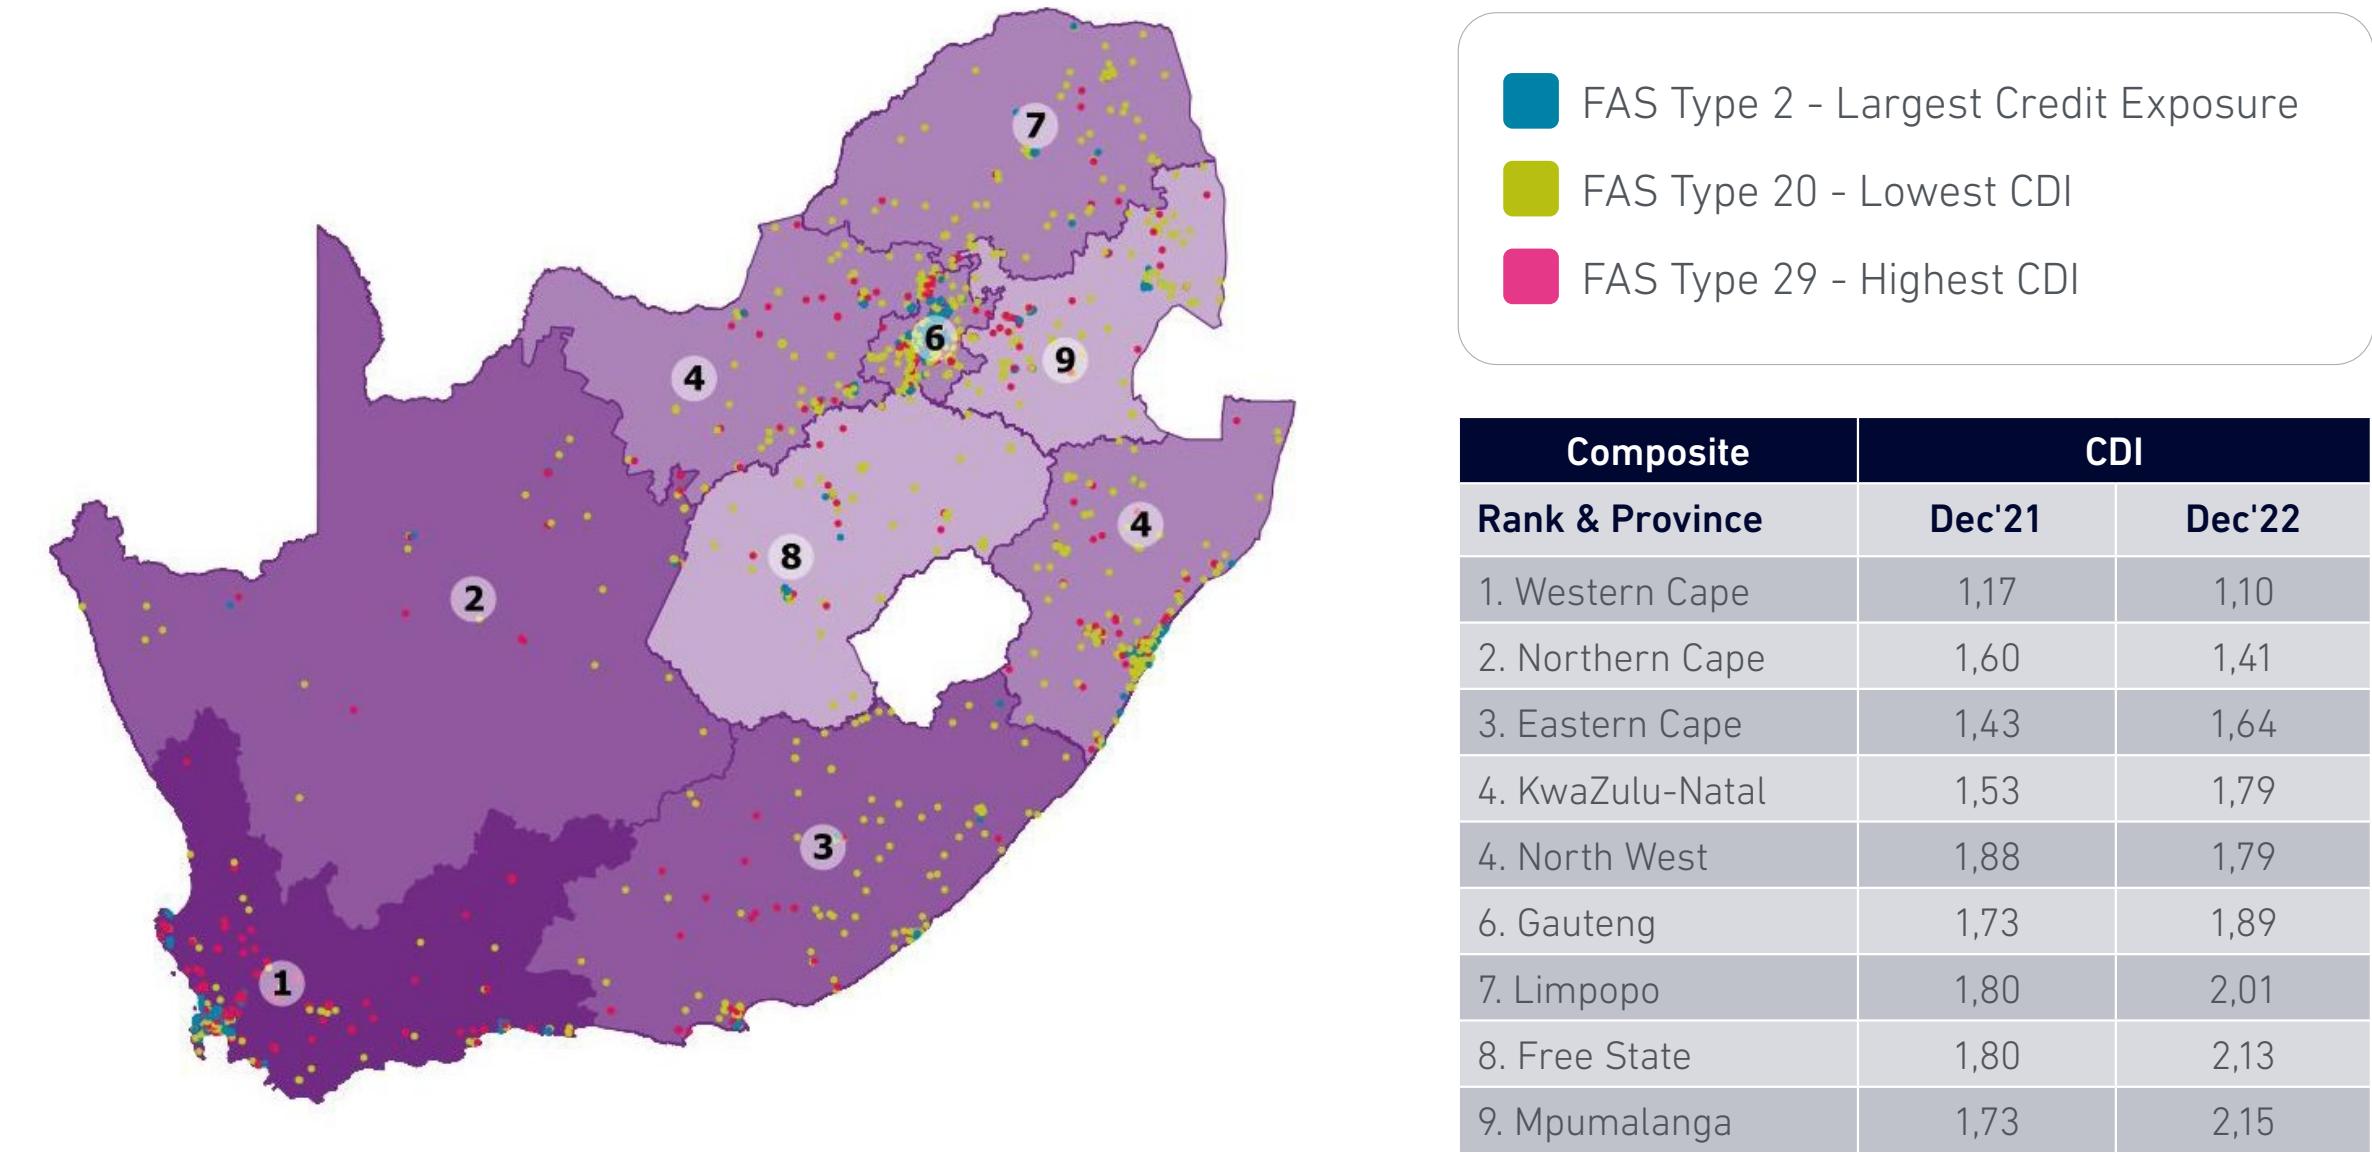 7
6
4
9
4
8
2
3
1
FAS Type 2 - Largest Credit Exposure
FAS Type 20 - Lowest CDI
FAS Type 29 - Highest CDI
Composite CDI
Rank & Province Dec'21 Dec'22
1. Western Cape 1,17 1,10
2. Northern Cape 1,60 1,41
3. Eastern Cape 1,43 1,64
4. KwaZulu-Natal 1,53 1,79
4. North West 1,88 1,79
6. Gauteng 1,73 1,89
7. Limpopo 1,80 2,01
8. Free State 1,80 2,13
9. Mpumalanga 1,73 2,15